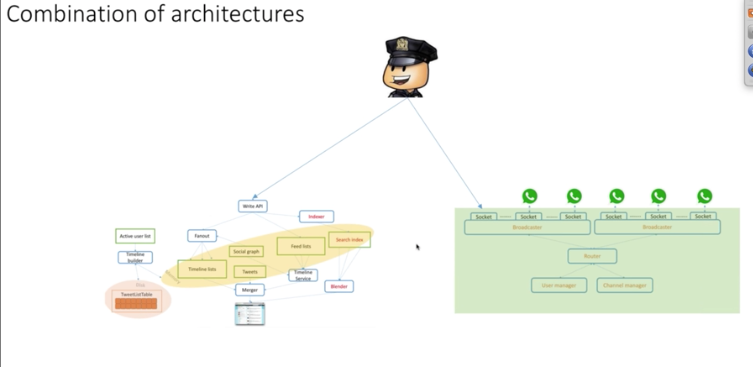 Combination of architectures
Write API
Indexer
Active user list
Fanout
Search index
Social graph
Feed lists
Timeline
builder
Timeline lists
Tweets
Timeline
Service
Merger
Blender
TweetListTable
Socket
Socket
Socket
Socket
Socket
Socket
Broadcaster
Broadcaster
Router
User manager
Channel manager